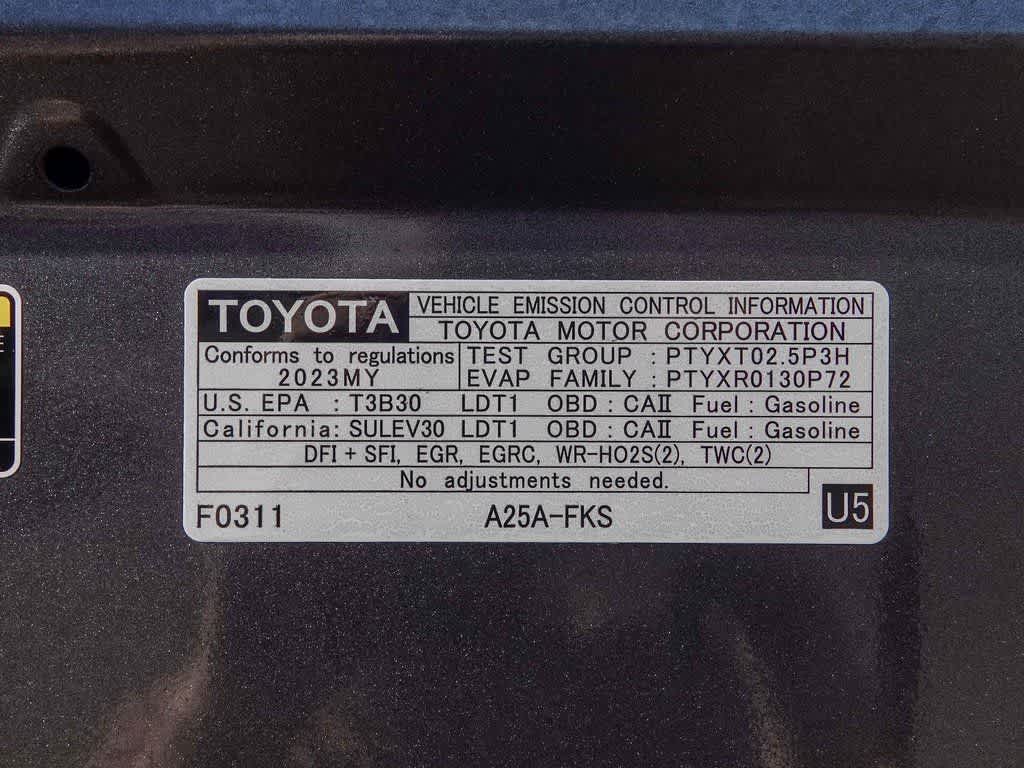 TOYOTA VEHICLE EMISSION CONTROL INFORMATION
TOYOTA MOTOR CORPORATION
Conforms to regulations TEST GROUP : PTYXT02.5P3H
2023MY EVAP FAMILY : PTYXR0130P72
U.S. EPA : T3B30 LDT1 OBD : CAⅡ Fuel : Gasoline
California: SULEV30 LDT1 OBD : CAⅡ Fuel : Gasoline
DFI + SFI, EGR, EGRC, WR-HO2S(2), TWC(2)
No adjustments needed.
F0311 A25A-FKS U5